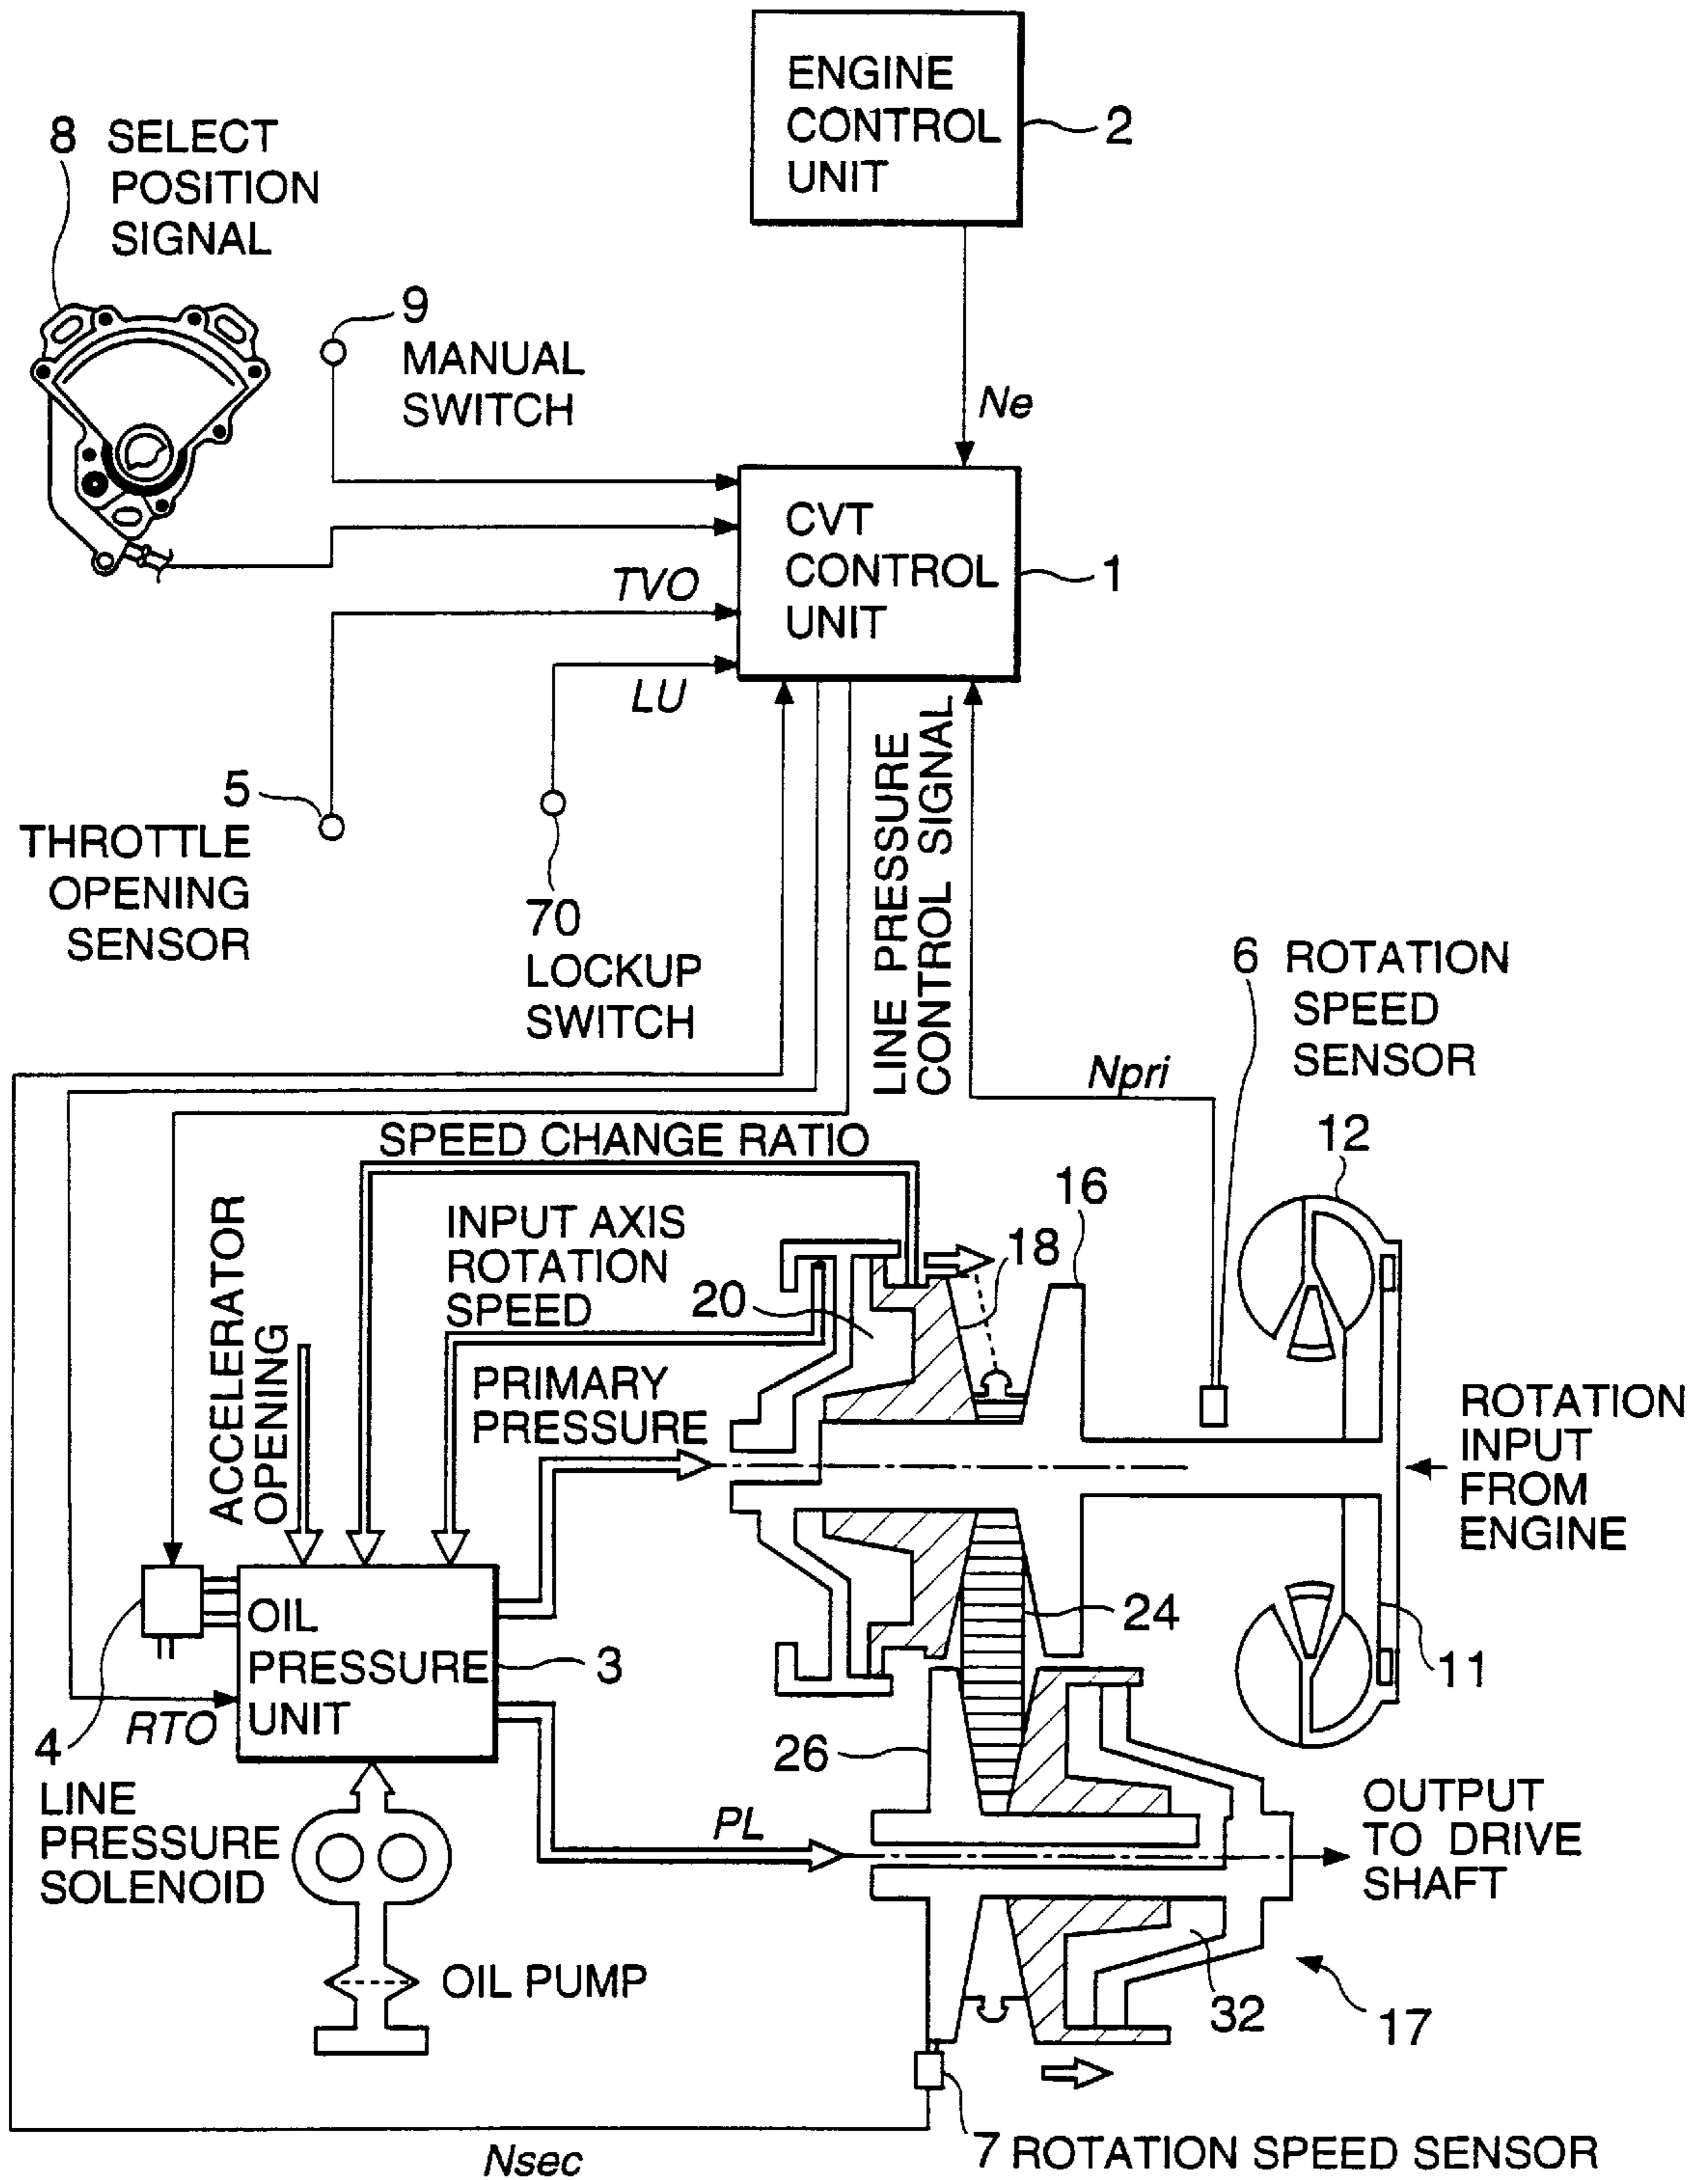 ENGINE
CONTROL
UNIT
2
8 SELECT
POSITION
SIGNAL
9
MANUAL
SWITCH
Ne
CVT
CONTROL
UNIT
1
TVO
LU
5
THROTTLE
OPENING
SENSOR
70
LOCKUP
SWITCH
LINE PRESSURE
CONTROL SIGNAL
6 ROTATION
SPEED
SENSOR
Npri
12
SPEED CHANGE RATIO
16
18
INPUT AXIS
ROTATION
SPEED
20
ACCELERATOR
OPENING
PRIMARY
PRESSURE
ROTATION
INPUT
FROM
ENGINE
OIL
PRESSURE
UNIT
3
24
11
RTO
4
LINE
PRESSURE
SOLENOID
26
PL
OUTPUT
TO DRIVE
SHAFT
OIL PUMP
32
17
7 ROTATION SPEED SENSOR
Nsec